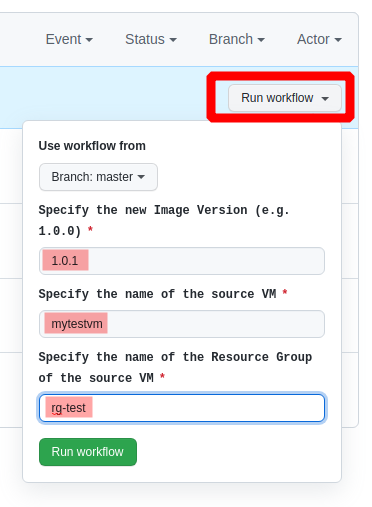 Event Status Branch Actor
Run workflow
Use workflow from
Branch: master
Specify the new Image Version (e.g.
1.0.0) *
1.0.1
Specify the name of the source VM *
mytestvm
Specify the name of the Resource Group
of the source VM *
rg-test
Run workflow